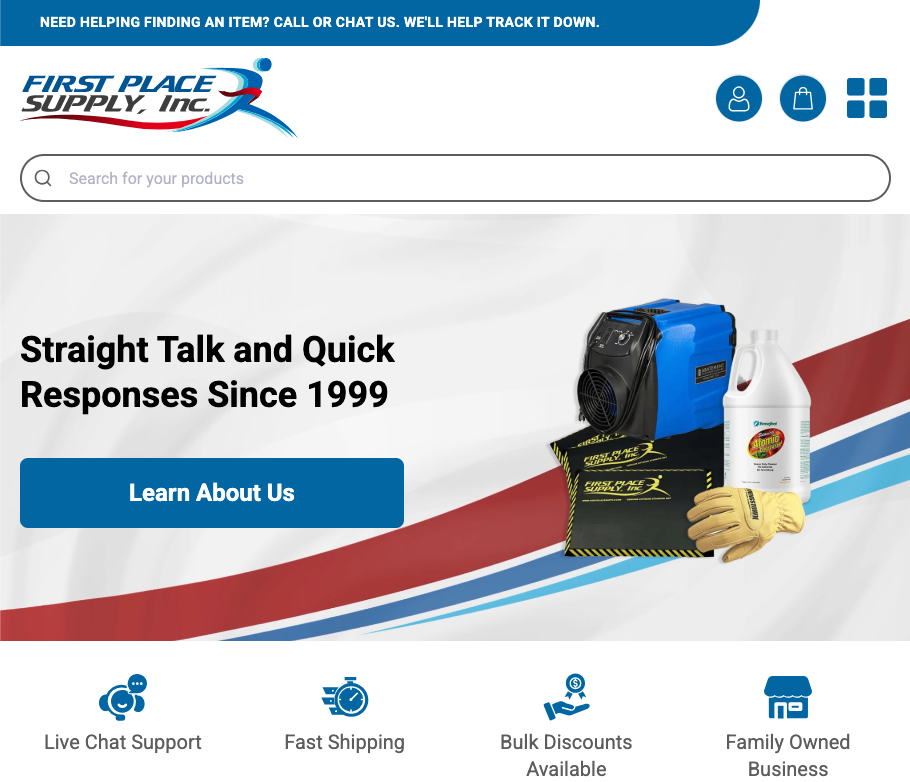 NEED HELPING FINDING AN ITEM? CALL OR CHAT US. WE'LL HELP TRACK IT DOWN.
FIRST PLACE
SUPPLY, Inc.
Search for your products
Straight Talk and Quick
Responses Since 1999
Learn About Us
Atomic
FIRST PLACE
SUPPLY, Inc
FIRST PLACE
SUPPLY, Inc
Live Chat Support
Fast Shipping
Bulk Discounts
Available
Family Owned
Business